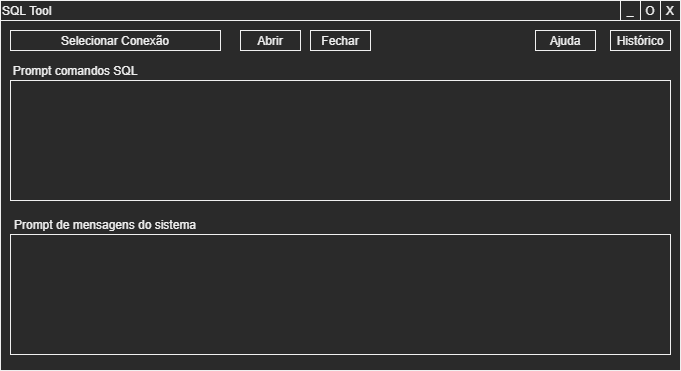 SQL Tool _ O X
Selecionar Conexão Abrir Fechar Ajuda Histórico
Prompt comandos SQL
Prompt de mensagens do sistema